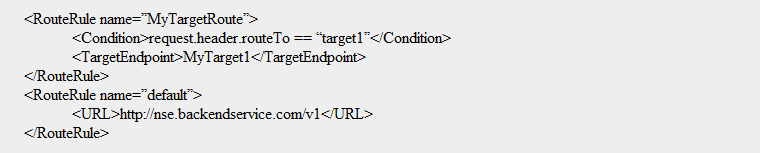 <RouteRule name=”MyTargetRoute”>
<Condition>request.header.routeTo == “target1”</Condition>
<TargetEndpoint>MyTarget1</TargetEndpoint>
</RouteRule>
<RouteRule name=”default”>
<URL>http://nse.backendservice.com/v1</URL>
</RouteRule>